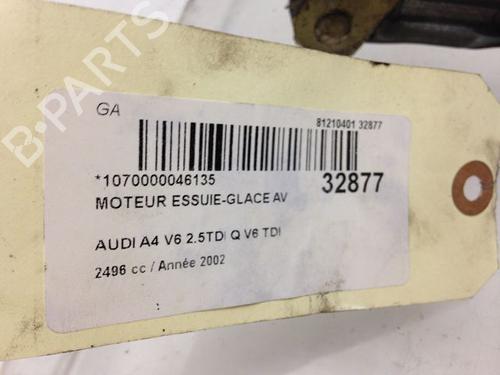 GA
81210401 32877
*1070000046135
32877
MOTEUR ESSUIE-GLACE AV
AUDI A4 V6 2.5TDI Q V6 TDI
2496 cc / Année 2002
B-PARTS